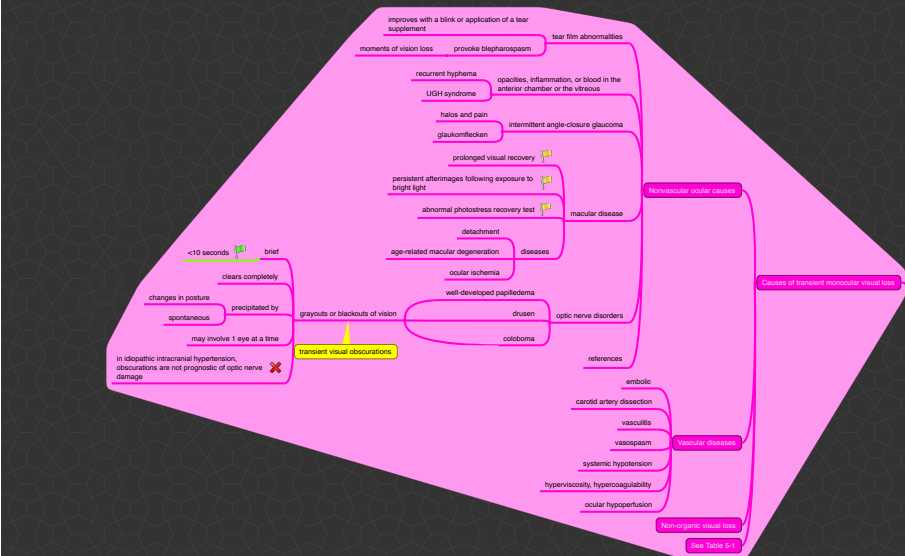 improves with a blink or application of a tear
supplement
tear film abnormalities
moments of vision loss
provoke blepharospasm
recurrent hyphema
opacities, inflammation, or blood in the
anterior chamber or the vitreous
UGH syndrome
halos and pain
intermittent angle-closure glaucoma
glaukomflecken
prolonged visual recovery
persistent afterimages following exposure to
bright light
abnormal photostress recovery test
macular disease
detachment
age-related macular degeneration
diseases
ocular ischemia
Nonvascular ocular causes
<10 seconds
brief
clears completely
changes in posture
precipitated by
spontaneous
may involve 1 eye at a time
in idiopathic intracranial hypertension,
obscurations are not prognostic of optic nerve
damage
grayouts or blackouts of vision
transient visual obscurations
well-developed papilledema
drusen
optic nerve disorders
coloboma
references
Causes of transient monocular visual loss
embolic
carotid artery dissection
vasculitis
vasospasm
Vascular diseases
systemic hypotension
hyperviscosity, hypercoagulability
ocular hypoperfusion
Non-organic visual loss
See Table 5-1